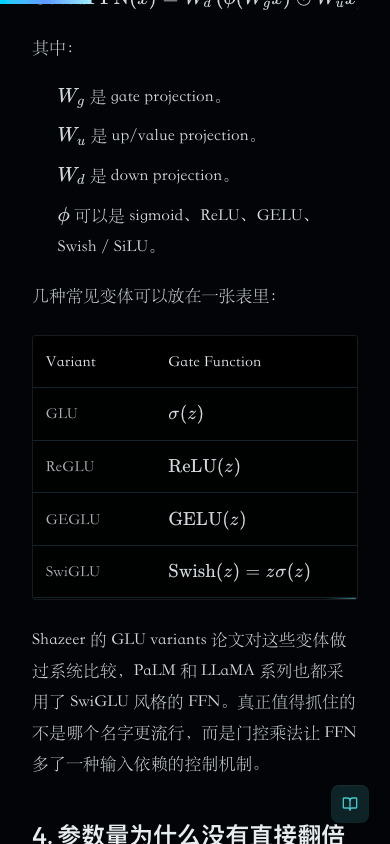 FFN(x) = W_d (ϕ(W_g x) ⊙ W_u x
其中：
W_g 是 gate projection。
W_u 是 up/value projection。
W_d 是 down projection。
ϕ 可以是 sigmoid、ReLU、GELU、
Swish / SiLU。
几种常见变体可以放在一张表里：
Variant Gate Function
GLU σ(z)
ReGLU ReLU(z)
GEGLU GELU(z)
SwiGLU Swish(z) = zσ(z)
Shazeer 的 GLU variants 论文对这些变体做
过系统比较，PaLM 和 LLaMA 系列也都采
用了 SwiGLU 风格的 FFN。真正值得抓住的
不是哪个名字更流行，而是门控乘法让 FFN
多了一种输入依赖的控制机制。
4. 参数量为什么没有直接翻倍